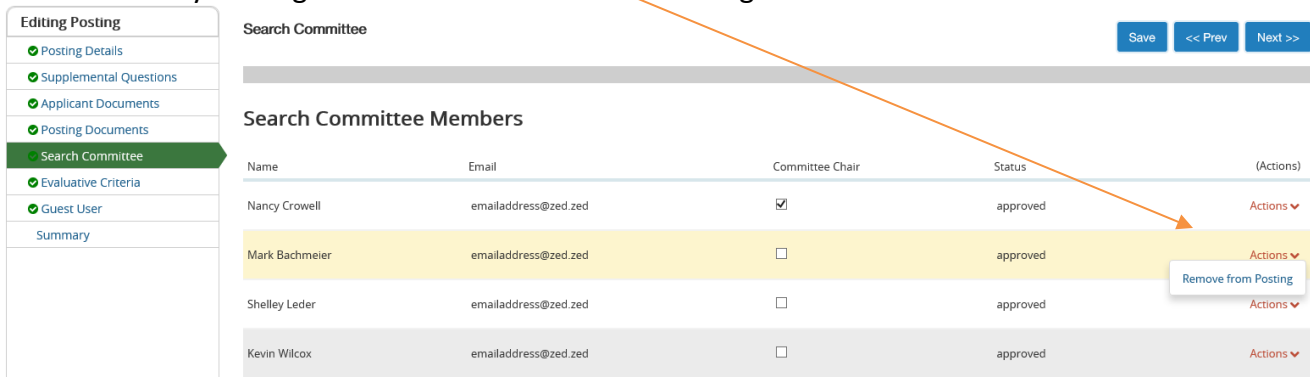 Editing Posting
Posting Details
Supplemental Questions
Applicant Documents
Posting Documents
Search Committee
Evaluative Criteria
Guest User
Summary
Search Committee
Save << Prev Next >>
Search Committee Members
Name Email Committee Chair Status (Actions)
Nancy Crowell emailaddress@zed.zed approved Actions
Mark Bachmeier emailaddress@zed.zed approved Actions
Remove from Posting
Shelley Leder emailaddress@zed.zed approved Actions
Kevin Wilcox emailaddress@zed.zed approved Actions